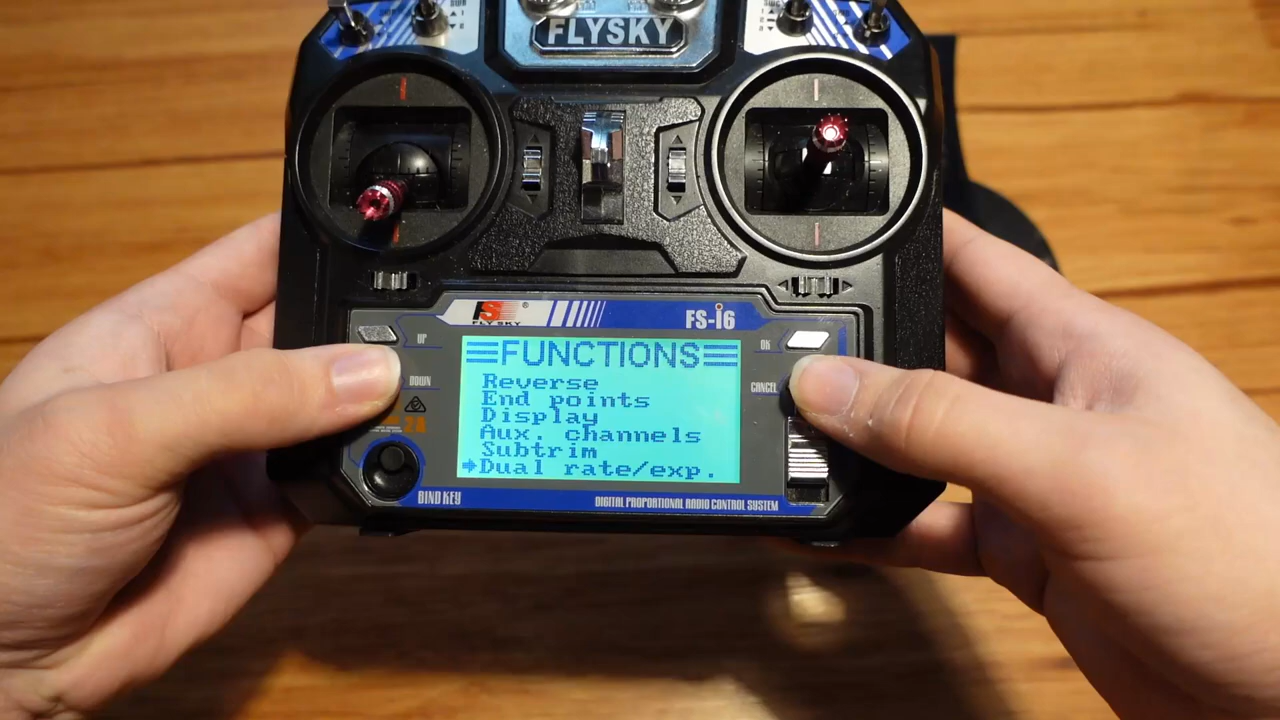 FLYSKY
FS
FLYSKY
®
FS-i6
UP
OK
DOWN
CANCEL
FUNCTIONS
Reverse
End points
Display
Aux. channels
Subtrim
Dual rate/exp.
BIND KEY
DIGITAL PROPORTIONAL RADIO CONTROL SYSTEM